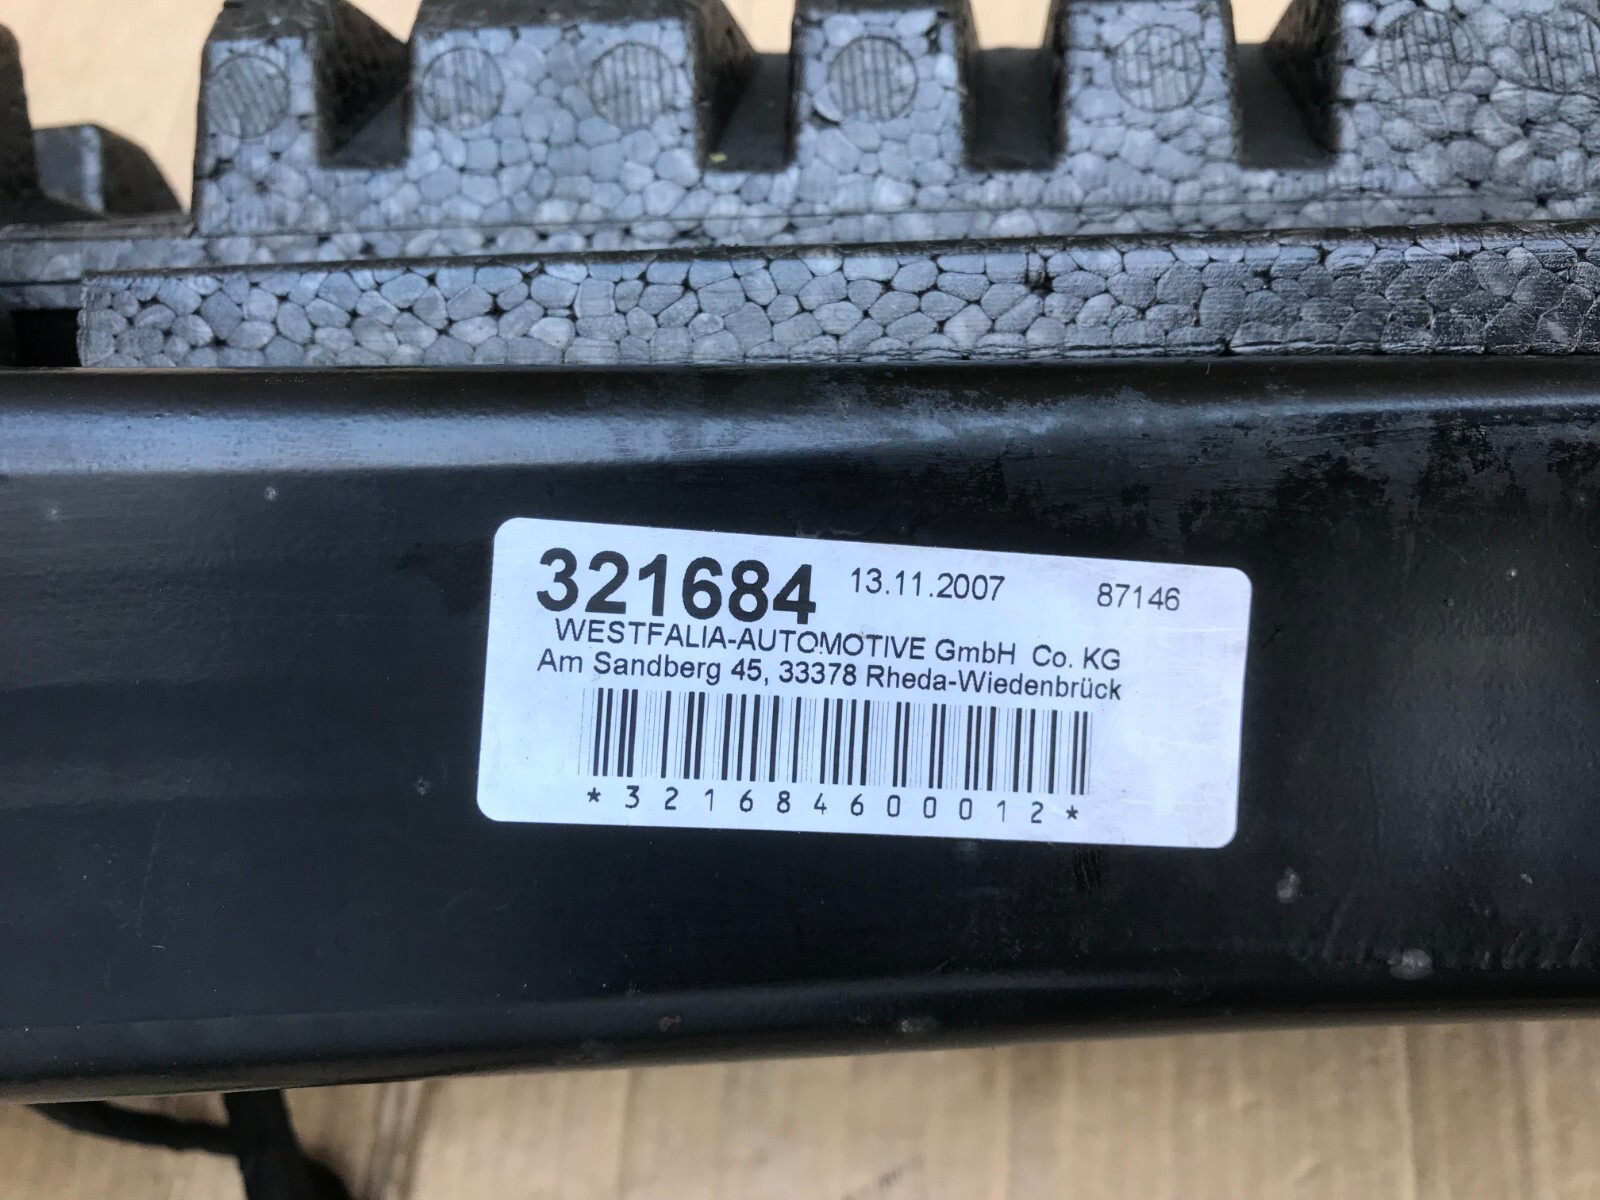 321684 13.11.2007 87146
WESTFALIA-AUTOMOTIVE GmbH Co. KG
Am Sandberg 45, 33378 Rheda-Wiedenbrück
*321684600012*